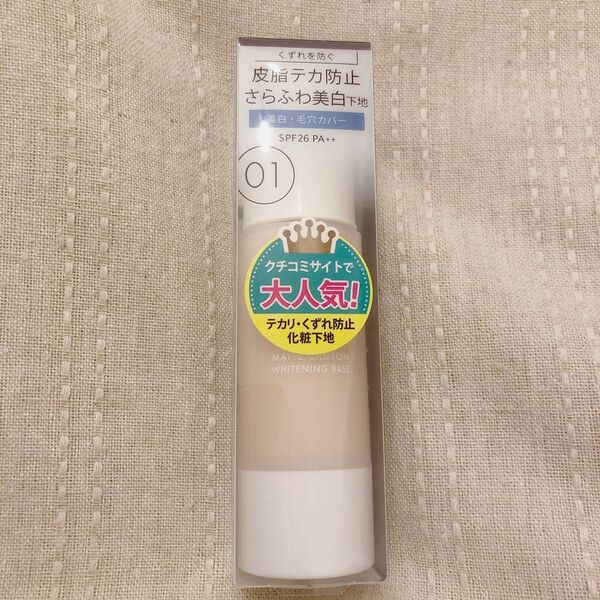 くずれを防ぐ
皮脂テカ防止
さらふわ美白下地
美白・毛穴カバー
SPF26 PA++
01
クチコミサイトで
大人気!
テカリ・くずれ防止
化粧下地
MATTE CHIFFON
WHITENING BASE